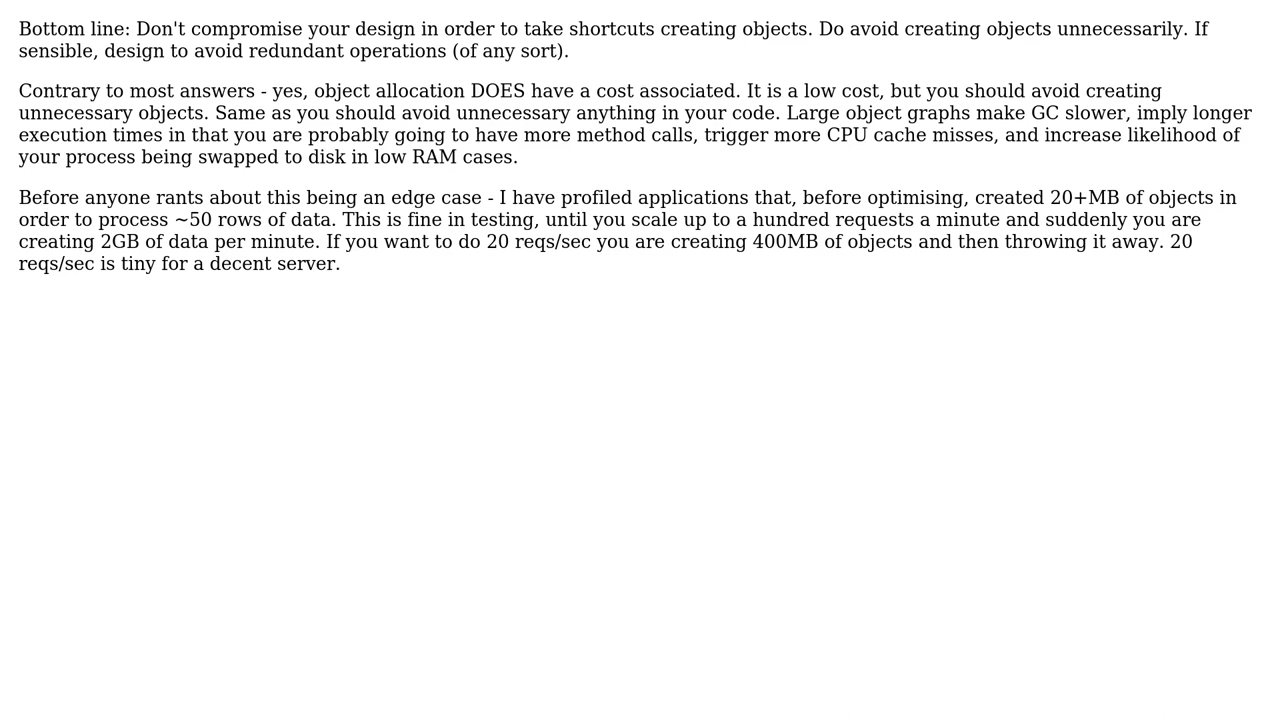 Bottom line: Don't compromise your design in order to take shortcuts creating objects. Do avoid creating objects unnecessarily. If
sensible, design to avoid redundant operations (of any sort).
Contrary to most answers - yes, object allocation DOES have a cost associated. It is a low cost, but you should avoid creating
unnecessary objects. Same as you should avoid unnecessary anything in your code. Large object graphs make GC slower, imply longer
execution times in that you are probably going to have more method calls, trigger more CPU cache misses, and increase likelihood of
your process being swapped to disk in low RAM cases.
Before anyone rants about this being an edge case - I have profiled applications that, before optimising, created 20+MB of objects in
order to process ~50 rows of data. This is fine in testing, until you scale up to a hundred requests a minute and suddenly you are
creating 2GB of data per minute. If you want to do 20 reqs/sec you are creating 400MB of objects and then throwing it away. 20
reqs/sec is tiny for a decent server.